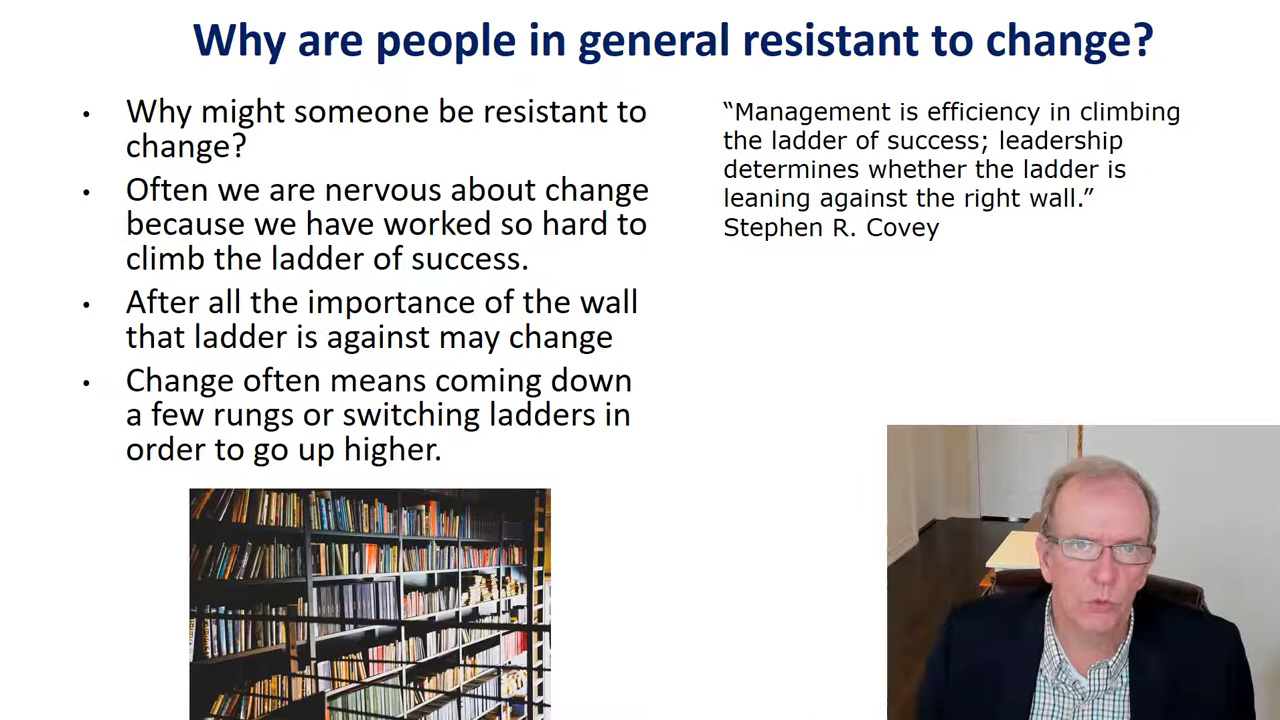 Why are people in general resistant to change?
• Why might someone be resistant to
change?
• Often we are nervous about change
because we have worked so hard to
climb the ladder of success.
• After all the importance of the wall
that ladder is against may change
• Change often means coming down
a few rungs or switching ladders in
order to go up higher.
“Management is efficiency in climbing
the ladder of success; leadership
determines whether the ladder is
leaning against the right wall.”
Stephen R. Covey